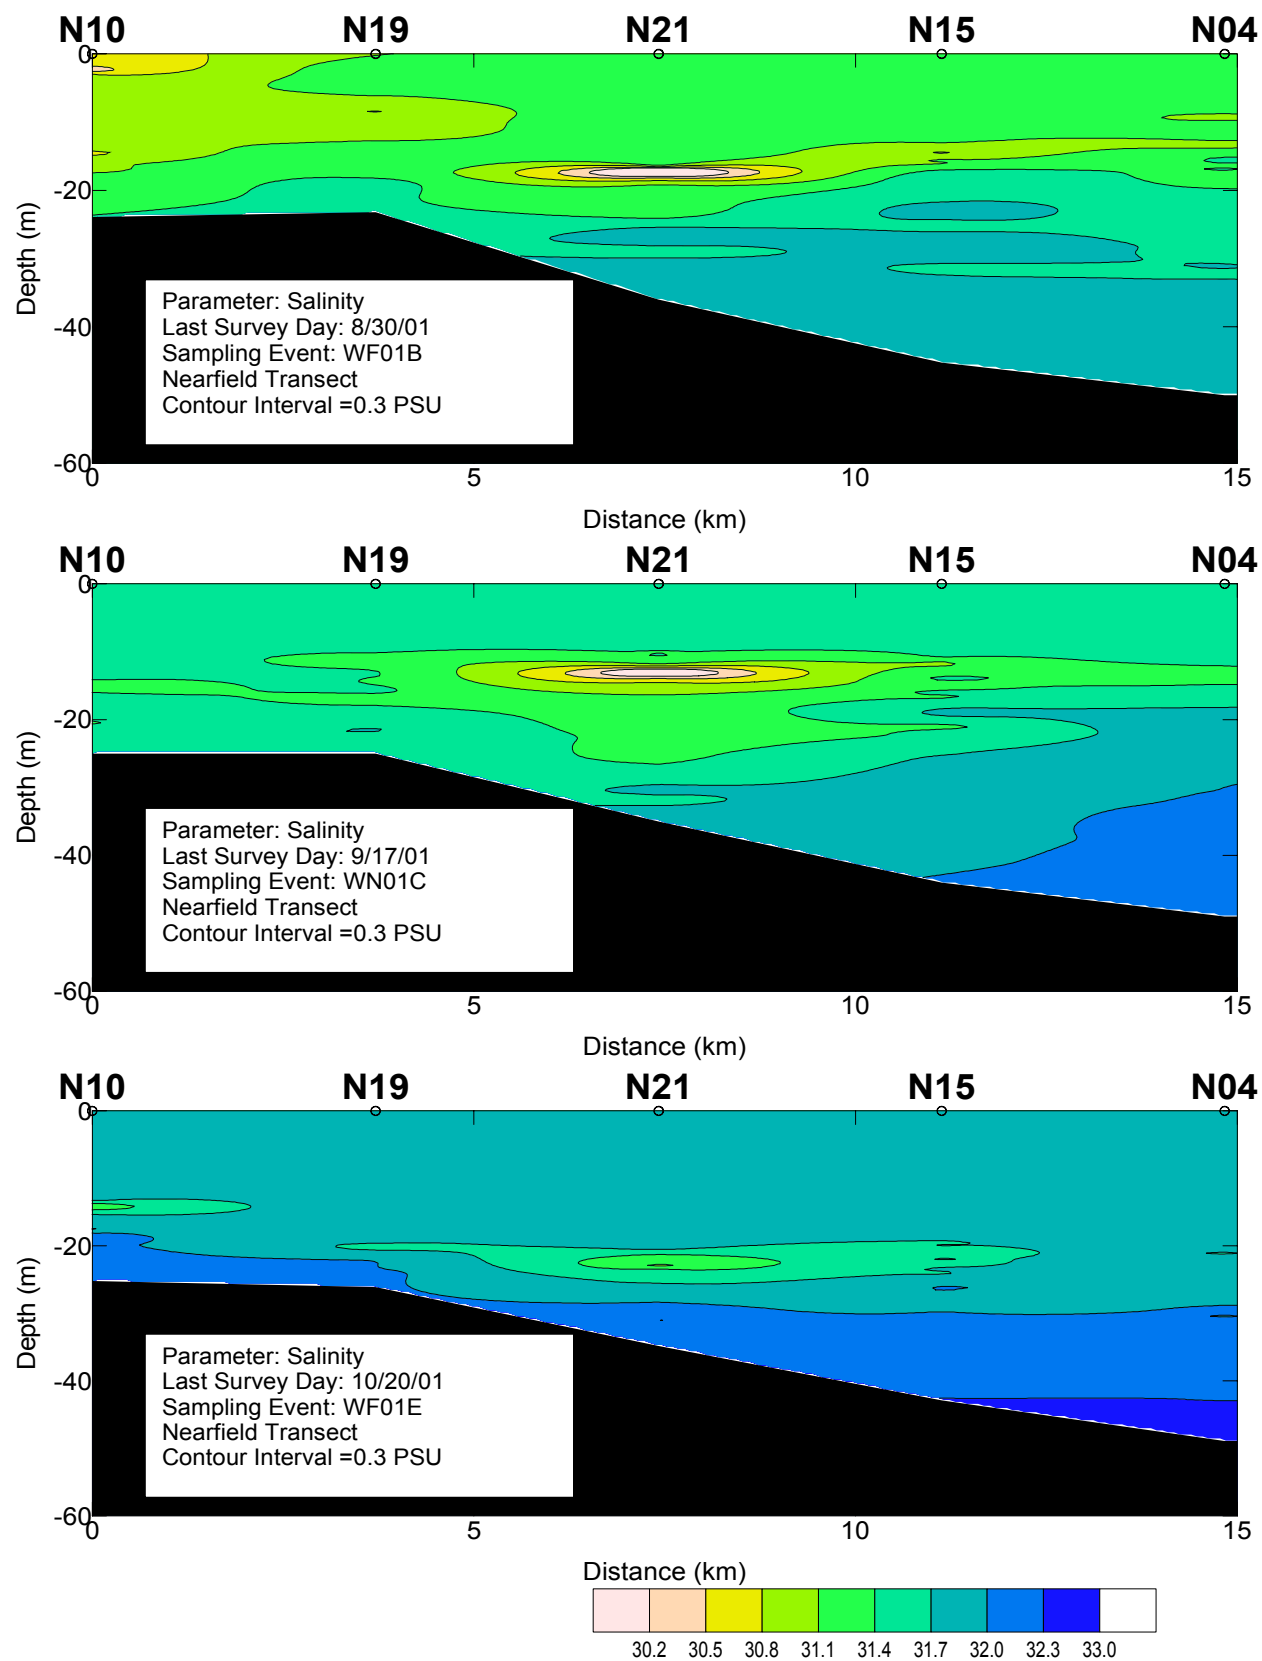 N10 N19 N21 N15 N04
0
-20
-40
-60
Depth (m)
Parameter: Salinity
Last Survey Day: 8/30/01
Sampling Event: WF01B
Nearfield Transect
Contour Interval =0.3 PSU
0 5 10 15
Distance (km)
N10 N19 N21 N15 N04
0
-20
-40
-60
Depth (m)
Parameter: Salinity
Last Survey Day: 9/17/01
Sampling Event: WN01C
Nearfield Transect
Contour Interval =0.3 PSU
0 5 10 15
Distance (km)
N10 N19 N21 N15 N04
0
-20
-40
-60
Depth (m)
Parameter: Salinity
Last Survey Day: 10/20/01
Sampling Event: WF01E
Nearfield Transect
Contour Interval =0.3 PSU
0 5 10 15
Distance (km)
30.2 30.5 30.8 31.1 31.4 31.7 32.0 32.3 33.0